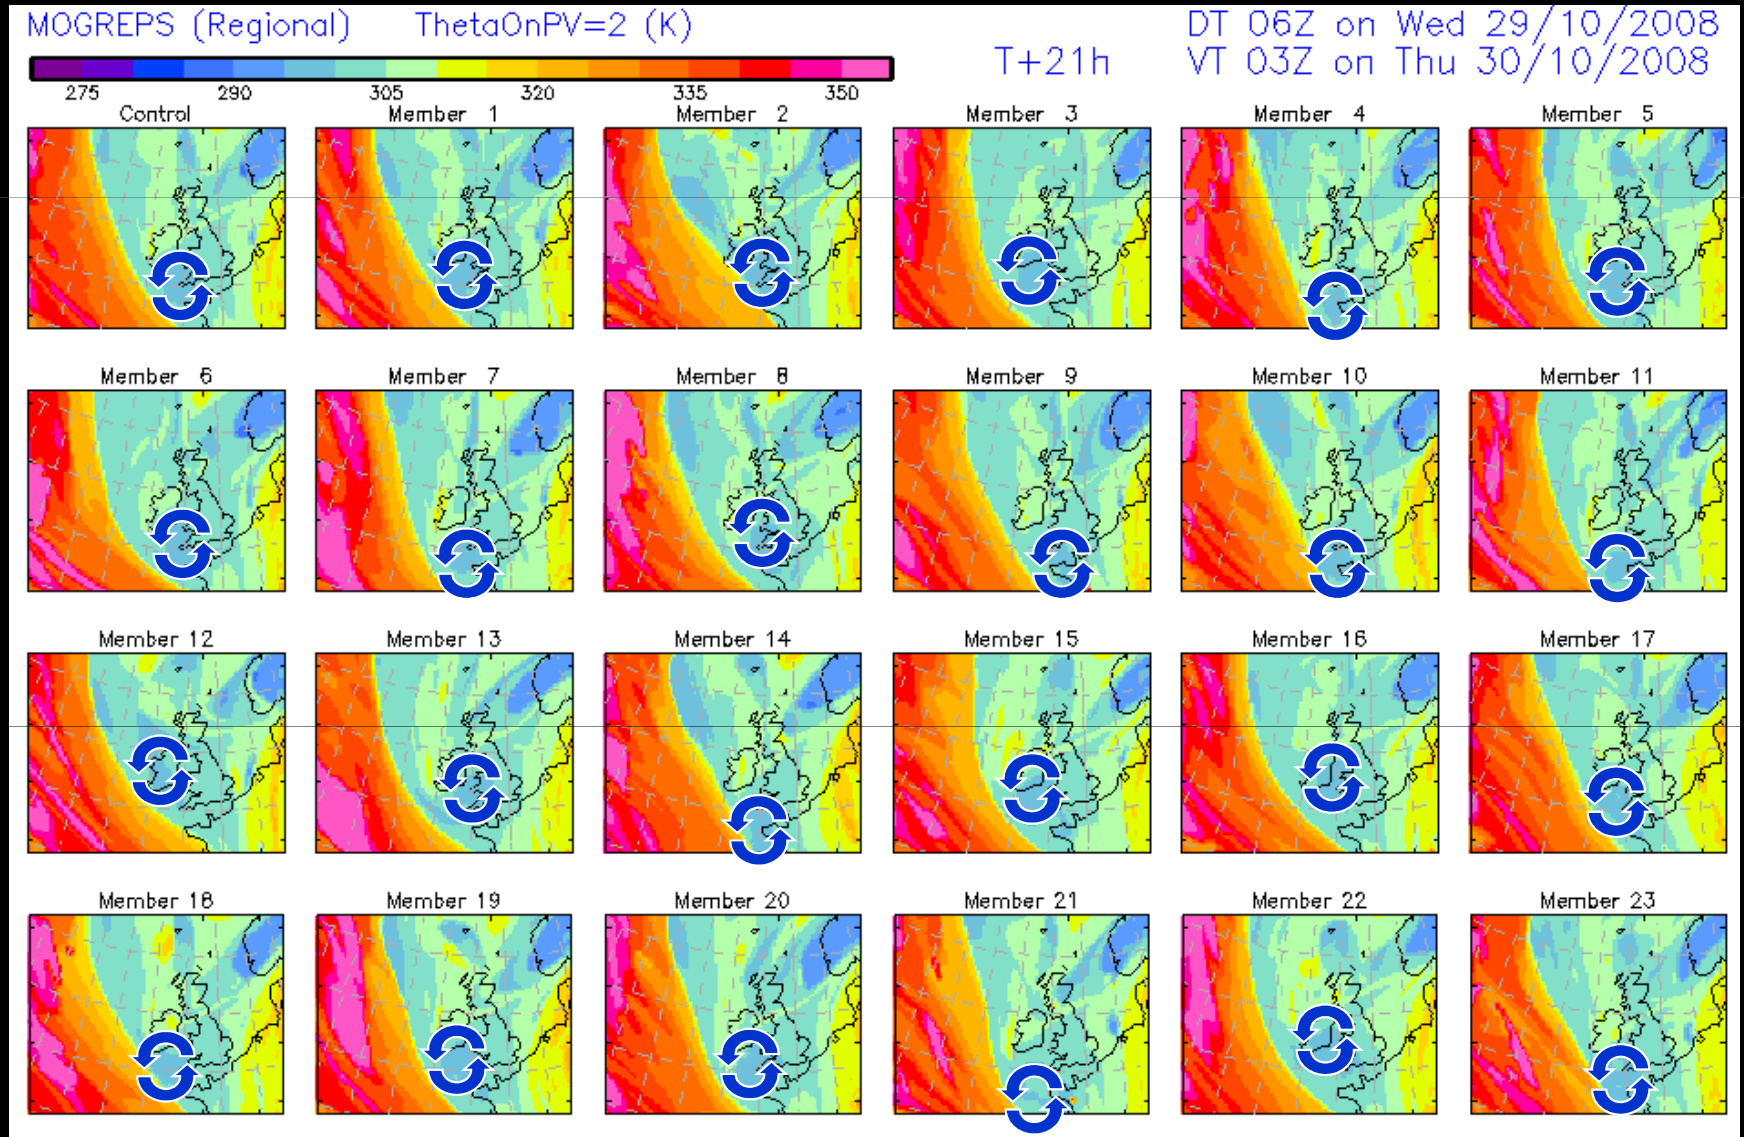 MOGREPS (Regional) ThetaOnPV=2 (K) DT 06Z on Wed 29/10/2008
T+21h VT 03Z on Thu 30/10/2008
275 290 305 320 335 350
Control Member 1 Member 2 Member 3 Member 4 Member 5
Member 6 Member 7 Member 8 Member 9 Member 10 Member 11
Member 12 Member 13 Member 14 Member 15 Member 16 Member 17
Member 18 Member 19 Member 20 Member 21 Member 22 Member 23